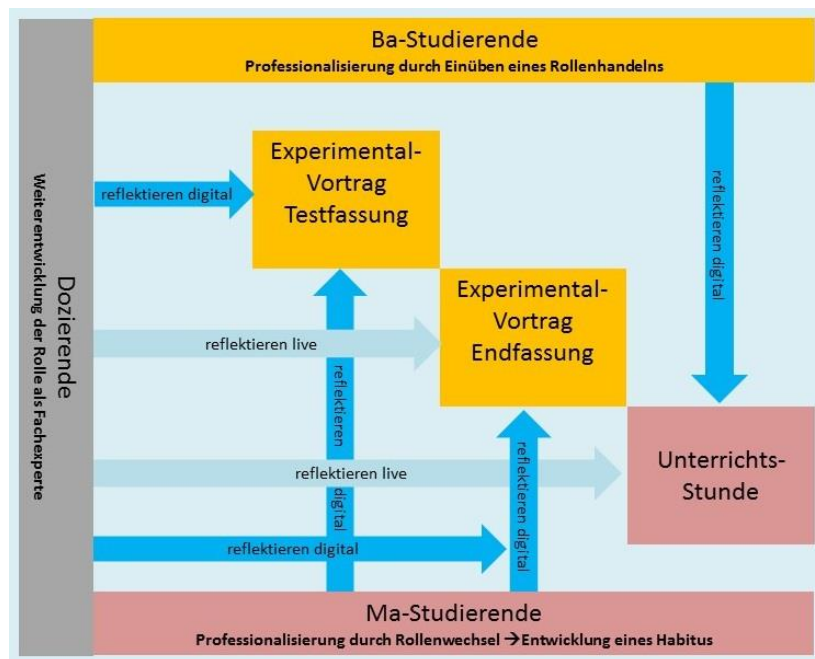 Ba-Studierende
Professionalisierung durch Einüben eines Rollenhandelns
Dozierende
Weiterentwicklung der Rolle als Fachexperte
Experimental-
Vortrag
Testfassung
reflektieren digital
reflektieren digital
Experimental-
Vortrag
Endfassung
reflektieren live
reflektieren digital
Unterrichts-
Stunde
reflektieren live
reflektieren digital
reflektieren digital
Ma-Studierende
Professionalisierung durch Rollenwechsel →Entwicklung eines Habitus